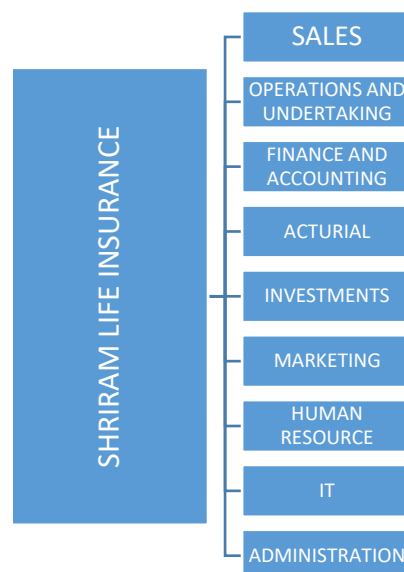 SHRIRAM LIFE INSURANCE
SALES
OPERATIONS AND
UNDERTAKING
FINANCE AND
ACCOUNTING
ACTURIAL
INVESTMENTS
MARKETING
HUMAN
RESOURCE
IT
ADMINISTRATION